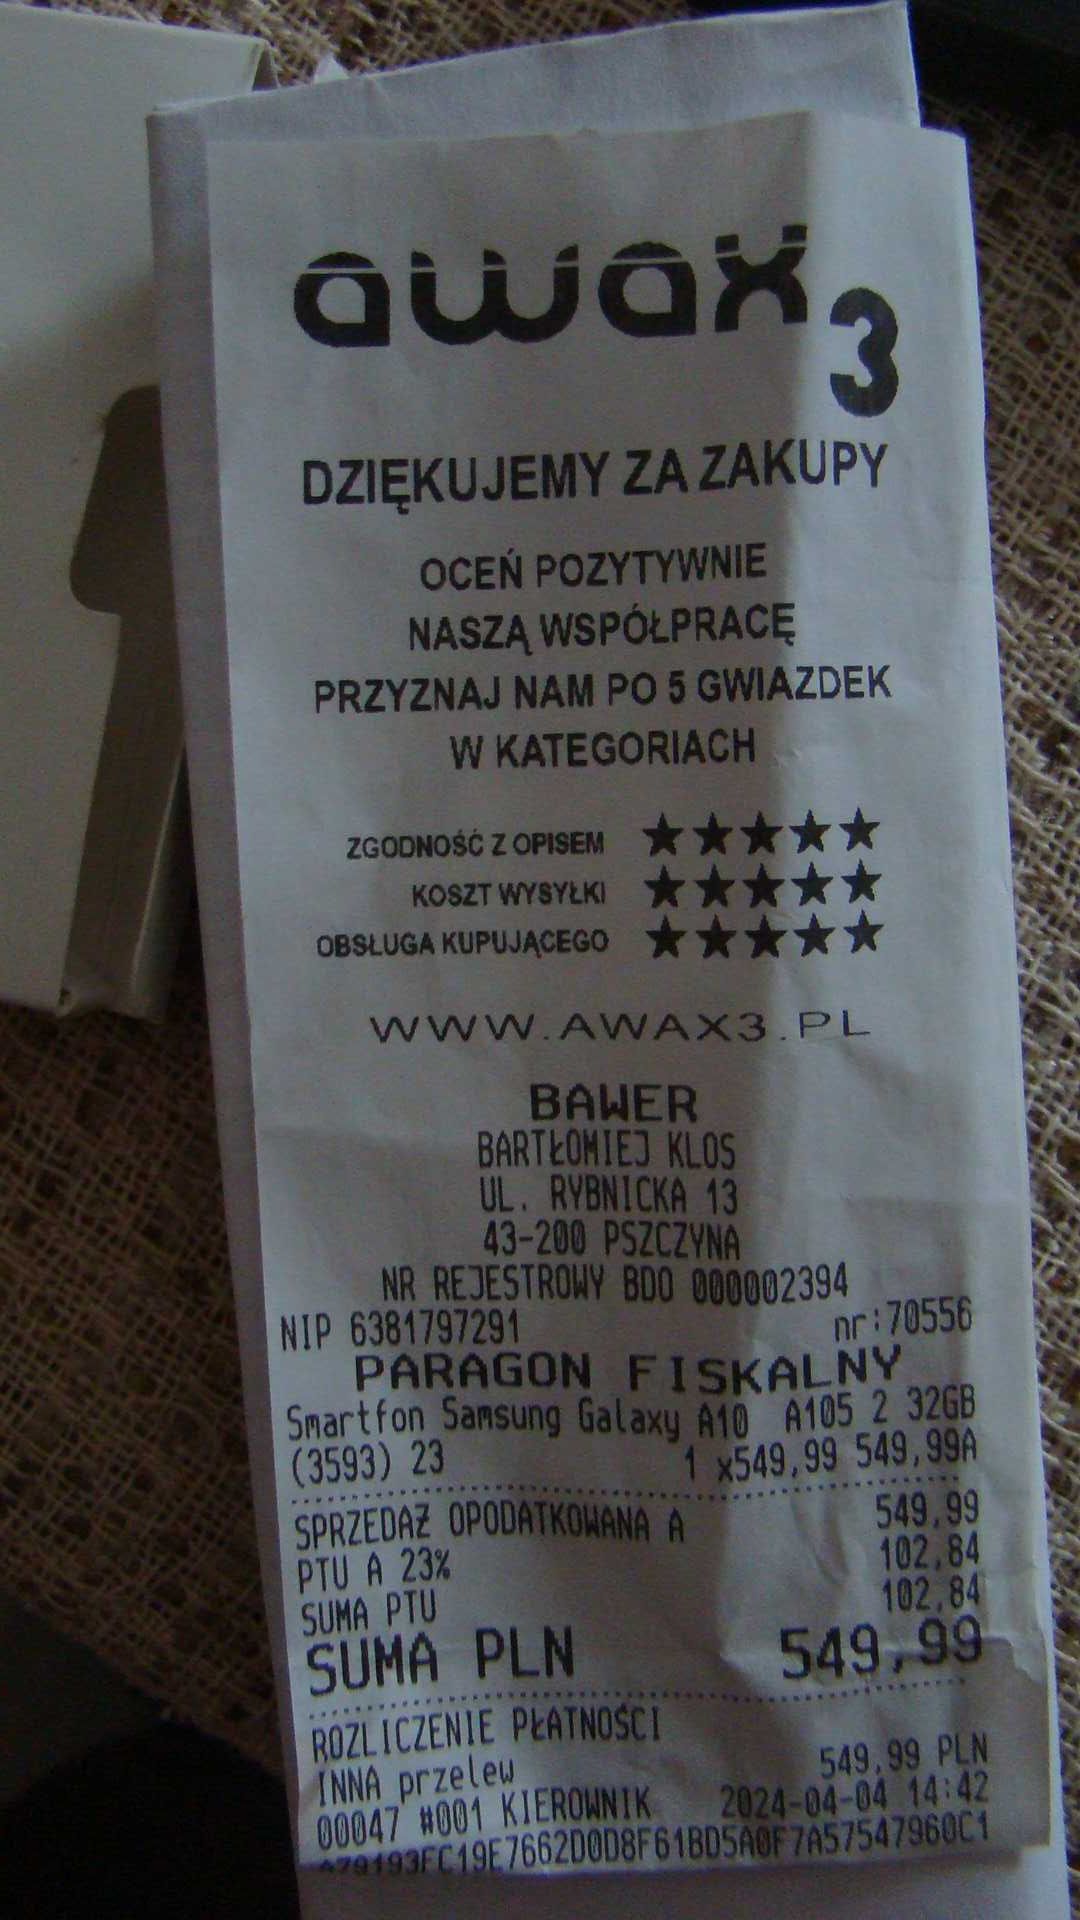 awax3
DZIĘKUJEMY ZA ZAKUPY
OCEŃ POZYTYWNIE
NASZĄ WSPÓŁPRACĘ
PRZYZNAJ NAM PO 5 GWIAZDEK
W KATEGORIACH
ZGODNOŚĆ Z OPISEM ★★★★★
KOSZT WYSYŁKI ★★★★★
OBSŁUGA KUPUJĄCEGO ★★★★★
WWW.AWAX3.PL
BAWER
BARTŁOMIEJ KLOS
UL. RYBNICKA 13
43-200 PSZCZYNA
NR REJESTROWY BDO 000002394
NIP 6381797291 nr:70556
PARAGON FISKALNY
Smartfon Samsung Galaxy A10 A105 2 32GB
(3593) 23 1 x549,99 549,99A
SPRZEDAŻ OPODATKOWANA A 549,99
PTU A 23% 102,84
SUMA PTU 102,84
SUMA PLN 549,99
ROZLICZENIE PŁATNOŚCI
INNA przelew 549,99 PLN
00047 #001 KIEROWNIK 2024-04-04 14:42
A79193FC19E7662D0D8F61BD5A0F7A57547960C1